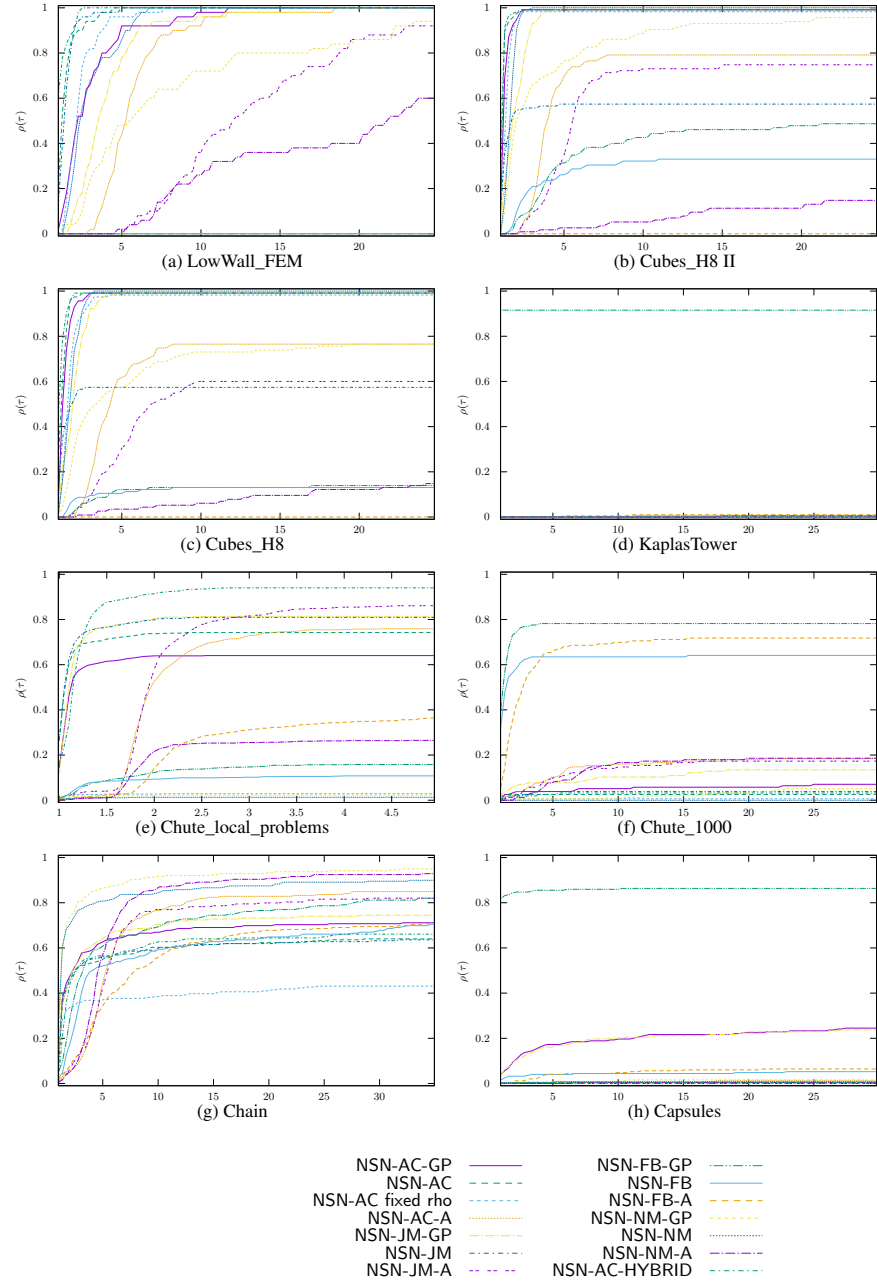 1
0.8
0.6
0.4
0.2
0
ρ(τ)
5 10 15 20
(a) LowWall_FEM
1
0.8
0.6
0.4
0.2
0
ρ(τ)
5 10 15 20
(b) Cubes_H8 II
1
0.8
0.6
0.4
0.2
0
ρ(τ)
5 10 15 20
(c) Cubes_H8
1
0.8
0.6
0.4
0.2
0
ρ(τ)
5 10 15 20 25
(d) KaplasTower
1
0.8
0.6
0.4
0.2
0
ρ(τ)
1 1.5 2.0 2.5 3 3.5 4 4.5
(e) Chute_local_problems
1
0.8
0.6
0.4
0.2
0
ρ(τ)
5 10 15 20 25
(f) Chute_1000
1
0.8
0.6
0.4
0.2
0
ρ(τ)
5 10 15 20 25 30
(g) Chain
1
0.8
0.6
0.4
0.2
0
ρ(τ)
5 10 15 20 25
(h) Capsules
NSN-AC-GP
NSN-AC
NSN-AC fixed rho
NSN-AC-A
NSN-JM-GP
NSN-JM
NSN-JM-A
NSN-FB-GP
NSN-FB
NSN-FB-A
NSN-NM-GP
NSN-NM
NSN-NM-A
NSN-AC-HYBRID